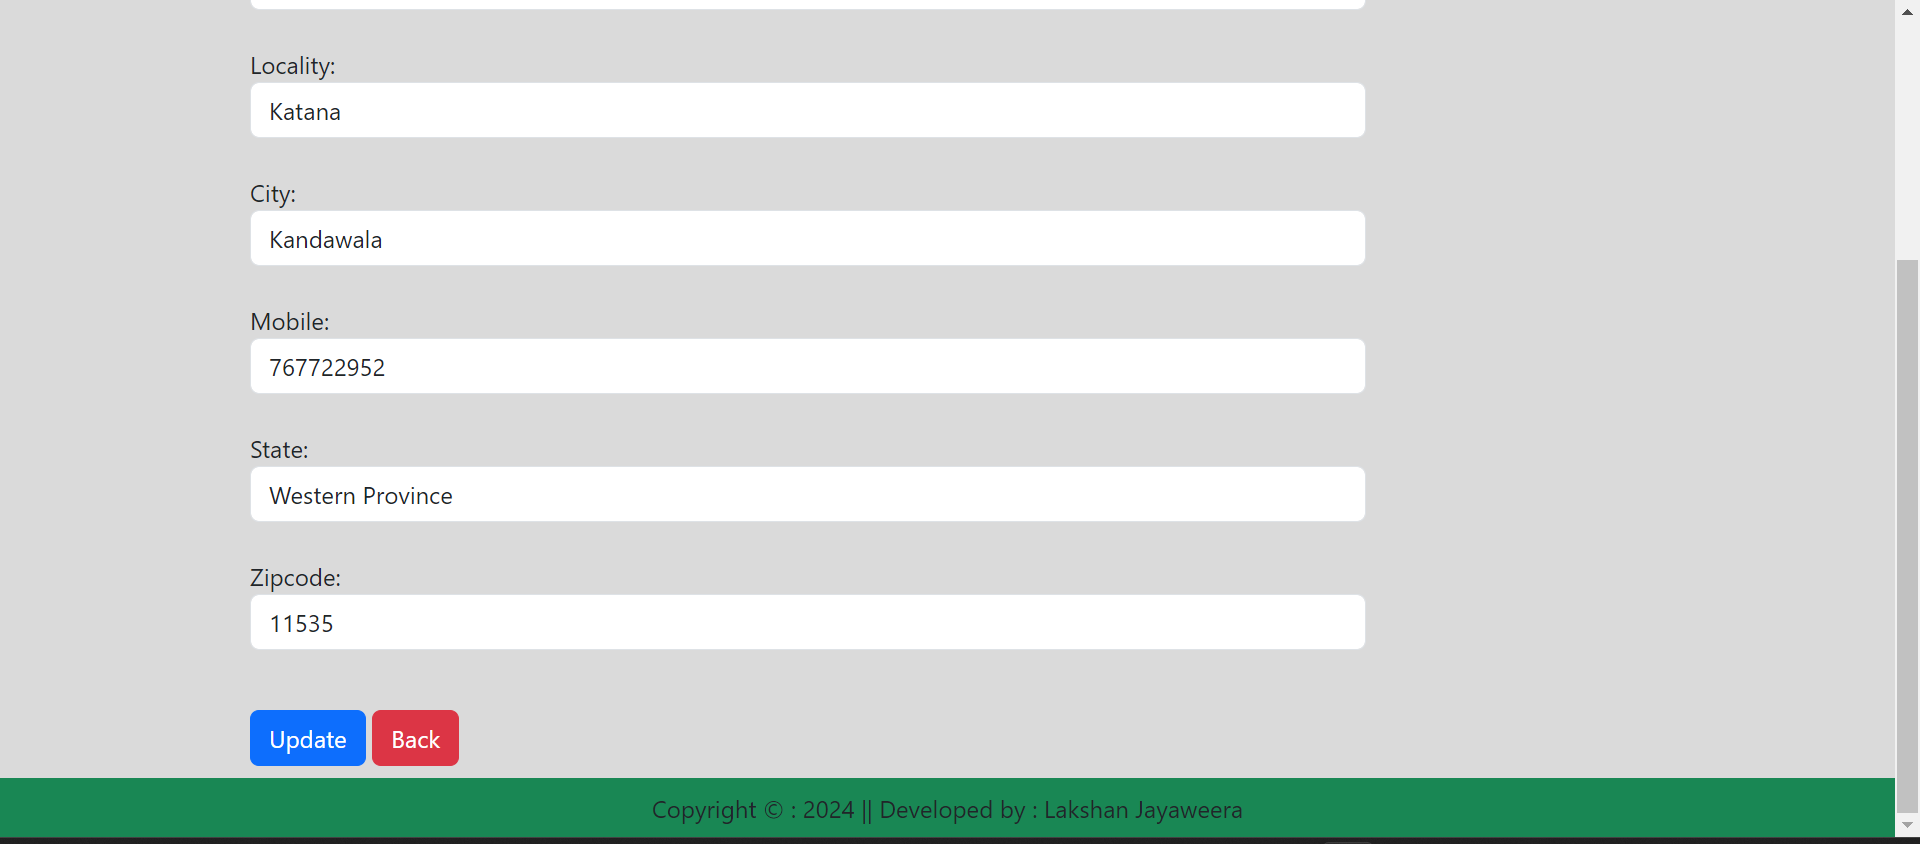 Locality:
Katana
City:
Kandawala
Mobile:
767722952
State:
Western Province
Zipcode:
11535
Update Back
Copyright © : 2024 || Developed by : Lakshan Jayaweera